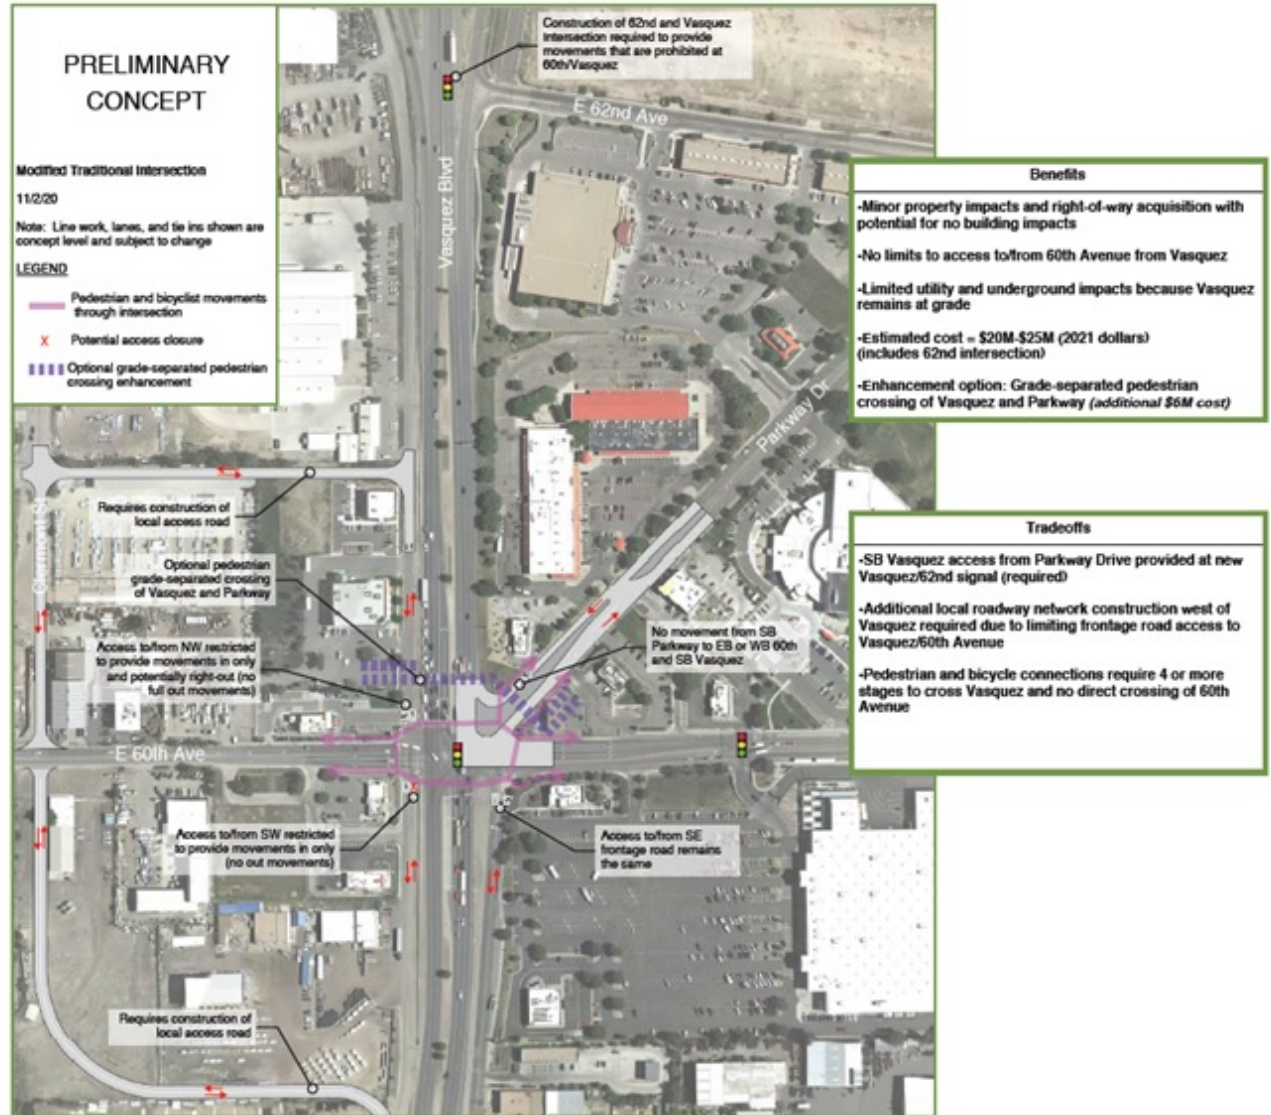 PRELIMINARY
CONCEPT
Modified Traditional Intersection
11/2/20
Note: Line work, lanes, and tie ins shown are
concept level and subject to change
LEGEND
Pedestrian and bicyclist movements
through intersection
X Potential access closure
Optional grade-separated pedestrian
crossing enhancement
Construction of 62nd and Vasquez
intersection required to provide
movements that are prohibited at
60th/Vasquez
E 62nd Ave
Vasquez Blvd
Parkway Dr
Requires construction of
local access road
Optional pedestrian
grade-separated crossing
of Vasquez and Parkway
Access to/from NW restricted
to provide movements in only
and potentially right-out (no
full out movements)
No movement from SB
Parkway to EB or WB 60th
and SB Vasquez
E 60th Ave
Access to/from SW restricted
to provide movements in only
(no out movements)
Access to/from SE
frontage road remains
the same
Requires construction of
local access road
Benefits
•Minor property impacts and right-of-way acquisition with
potential for no building impacts
•No limits to access to/from 60th Avenue from Vasquez
•Limited utility and underground impacts because Vasquez
remains at grade
•Estimated cost = $20M-$25M (2021 dollars)
(includes 62nd intersection)
•Enhancement option: Grade-separated pedestrian
crossing of Vasquez and Parkway (additional $6M cost)
Tradeoffs
•SB Vasquez access from Parkway Drive provided at new
Vasquez/62nd signal (required)
•Additional local roadway network construction west of
Vasquez required due to limiting frontage road access to
Vasquez/60th Avenue
•Pedestrian and bicycle connections require 4 or more
stages to cross Vasquez and no direct crossing of 60th
Avenue